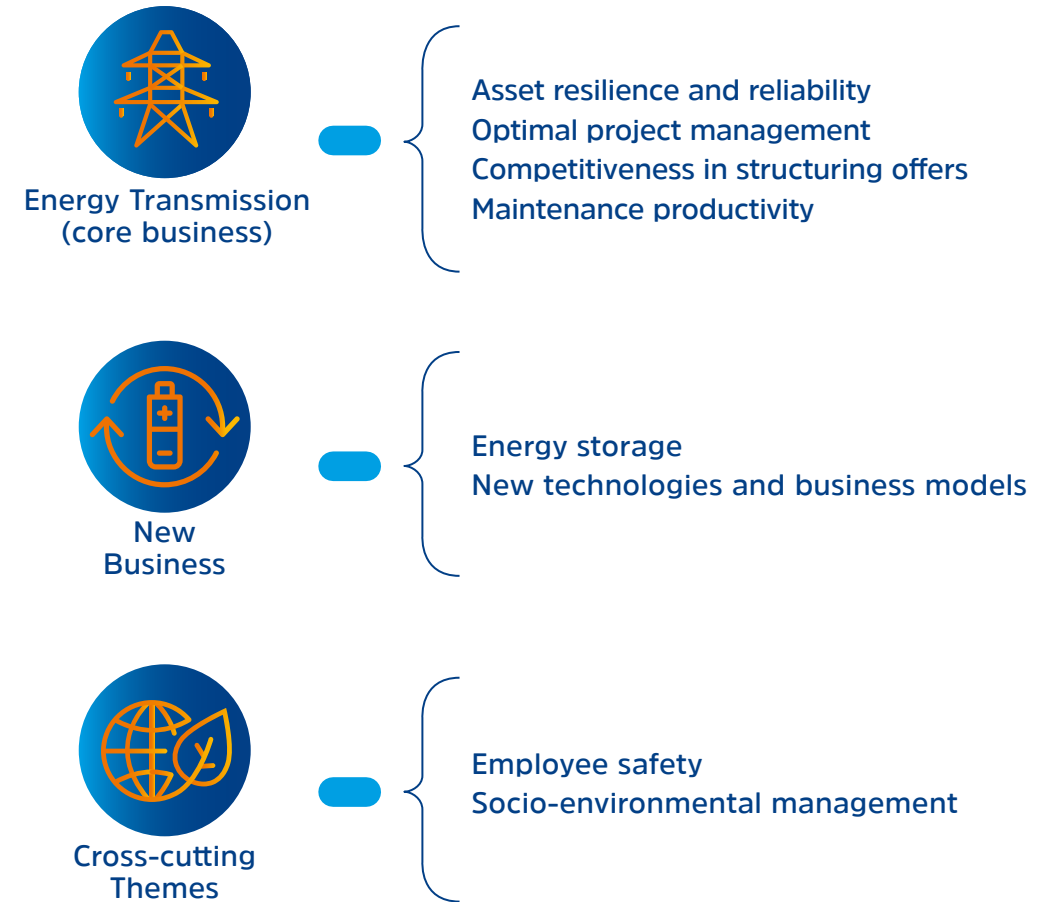 Energy Transmission
(core business)
Asset resilience and reliability
Optimal project management
Competitiveness in structuring offers
Maintenance productivity
New
Business
Energy storage
New technologies and business models
Cross-cutting
Themes
Employee safety
Socio-environmental management